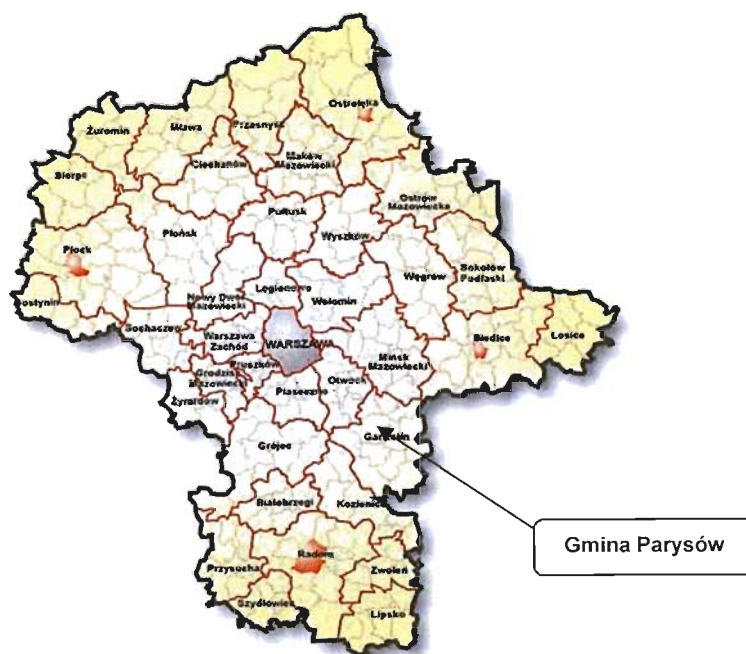 Ostrołęka
Żuromin
Mława
Przasnysz
Ciechanów
Maków
Mazowiecki
Sierpc
Ostrów
Mazowiecka
Pułtusk
Płońsk
Wyszków
Płock
Węgrów
Sokołów
Podlaski
Legionowo
Nowy Dwór
Mazowiecki
Wołomin
Gostynin
Sochaczew
Warszawa
Zachód
WARSZAWA
Siedlce
Łosice
Mińsk
Mazowiecki
Pruszków
Grodzisk
Mazowiecki
Otwock
Piaseczno
Żyrardów
Garwolin
Grójec
Białobrzegi
Kozienice
Gmina Parysów
Radom
Przysucha
Zwoleń
Szydłowiec
Lipsko